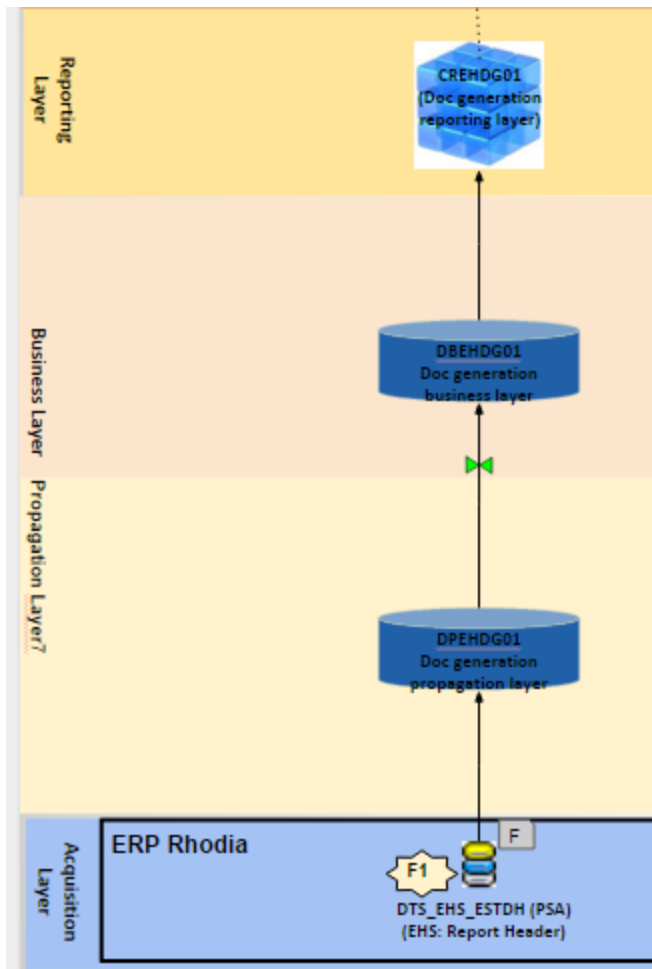 Reporting
Layer
CREHDG01
(Doc generation
reporting layer)
Business Layer
DBEHDG01
Doc generation
business layer
Propagation Layer7
DPEHDG01
Doc generation
propagation layer
Acquisition
Layer
ERP Rhodia
F
F1
DTS_EHS_ESTDH (PSA)
(EHS: Report Header)